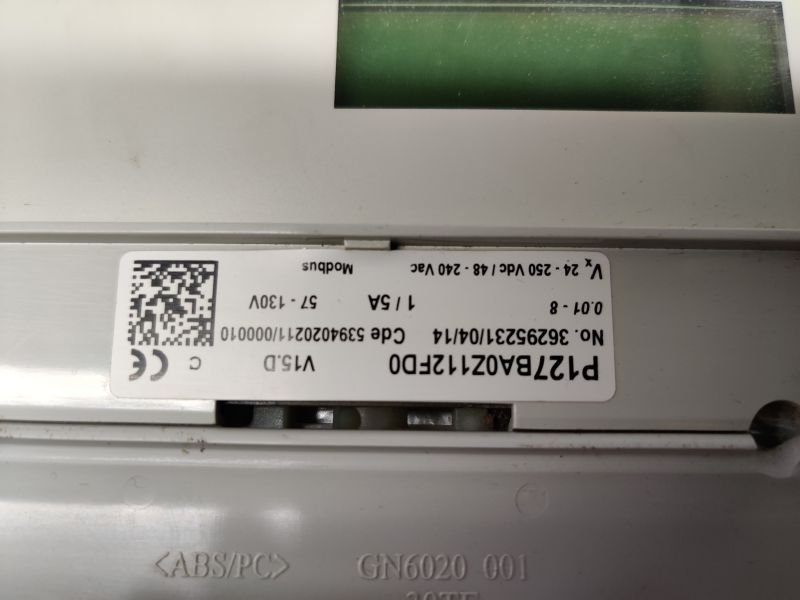 P127BA0Z112FD0 V15.D C CE
No. 36295231/04/14 Cde 5394020211/000010
0.01 - 8 1 / 5A 57 - 130V
Vx 24 - 250 Vdc / 48 - 240 Vac Modbus
<ABS/PC> GN6020 001